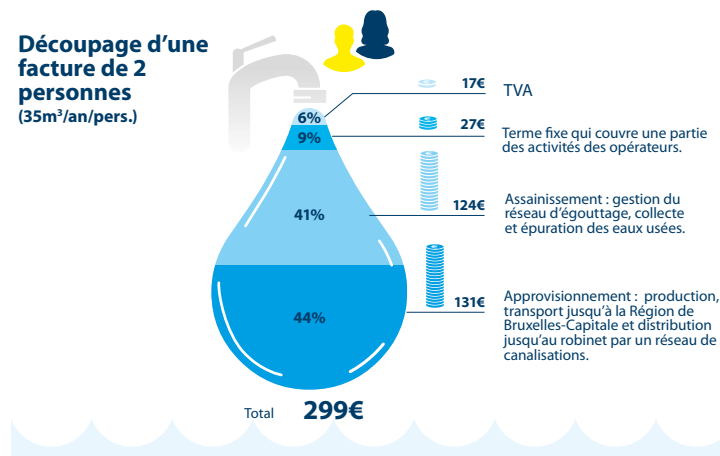 Découpage d’une
facture de 2
personnes
(35m³/an/pers.)
6%
17€
TVA
9%
27€
Terme fixe qui couvre une partie
des activités des opérateurs.
41%
124€
Assainissement : gestion du
réseau d’égouttage, collecte
et épuration des eaux usées.
44%
131€
Approvisionnement : production,
transport jusqu’à la Région de
Bruxelles-Capitale et distribution
jusqu’au robinet par un réseau de
canalisations.
Total 299€